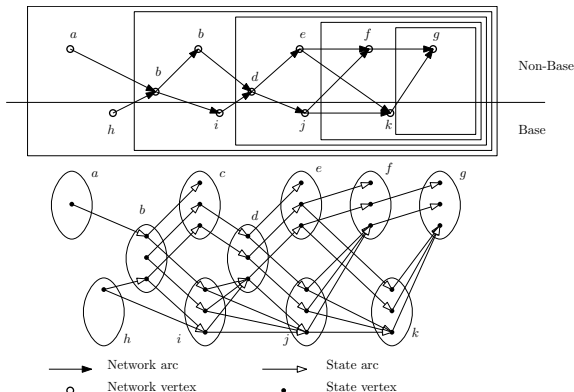 a
b
e
f
g
b
d
Non-Base
h
i
j
k
Base
a
c
e
f
g
b
d
h
i
j
k
Network arc
State arc
Network vertex
State vertex